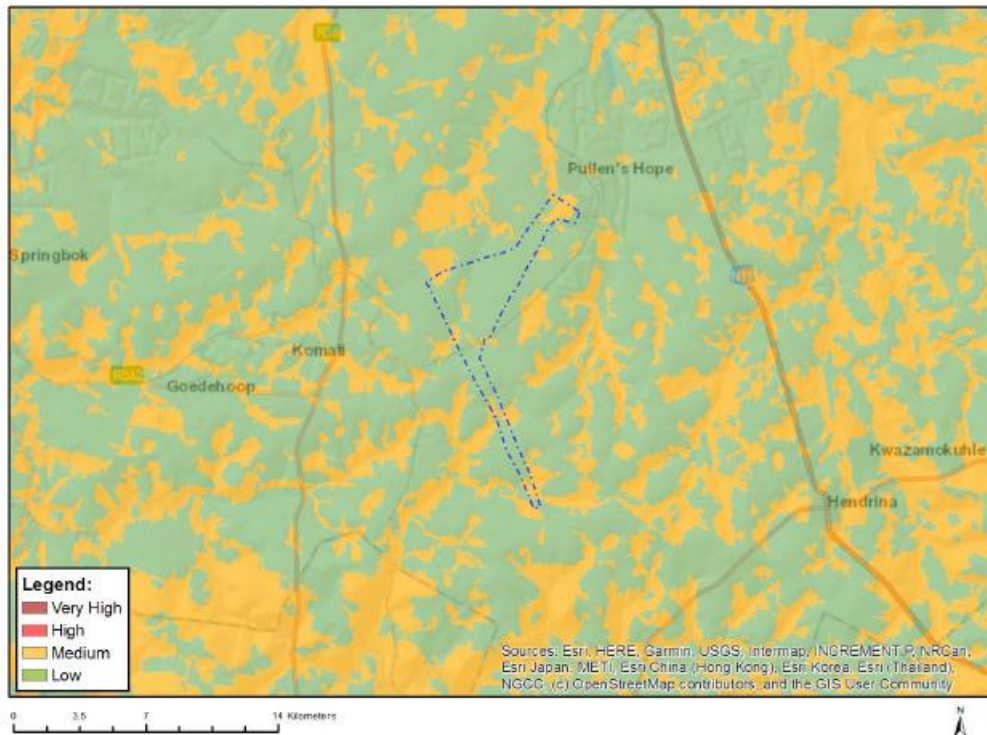 Pullen's Hope
Springbok
Komati
Goedehoop
Kwazamokuhle
Hendrina
Legend:
Very High
High
Medium
Low
Sources: Esri, HERE, Garmin, USGS, Intermap, INCREMENT P, NRCan,
Esri Japan, METI, Esri China (Hong Kong), Esri Korea, Esri (Thailand),
NGCC, (c) OpenStreetMap contributors, and the GIS User Community
0 3.5 7 14 Kilometers
N